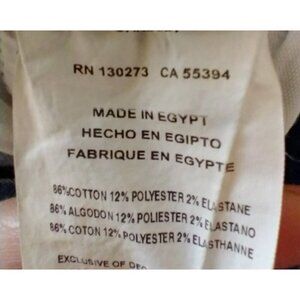 RN 130273 CA 55394
MADE IN EGYPT
HECHO EN EGIPTO
FABRIQUE EN EGYPTE
86%COTTON 12% POLYESTER 2% ELASTANE
86% ALGODON 12% POLIESTER 2% ELASTANO
86% COTON 12% POLYESTER 2% ELASTHANNE
EXCLUSIVE OF